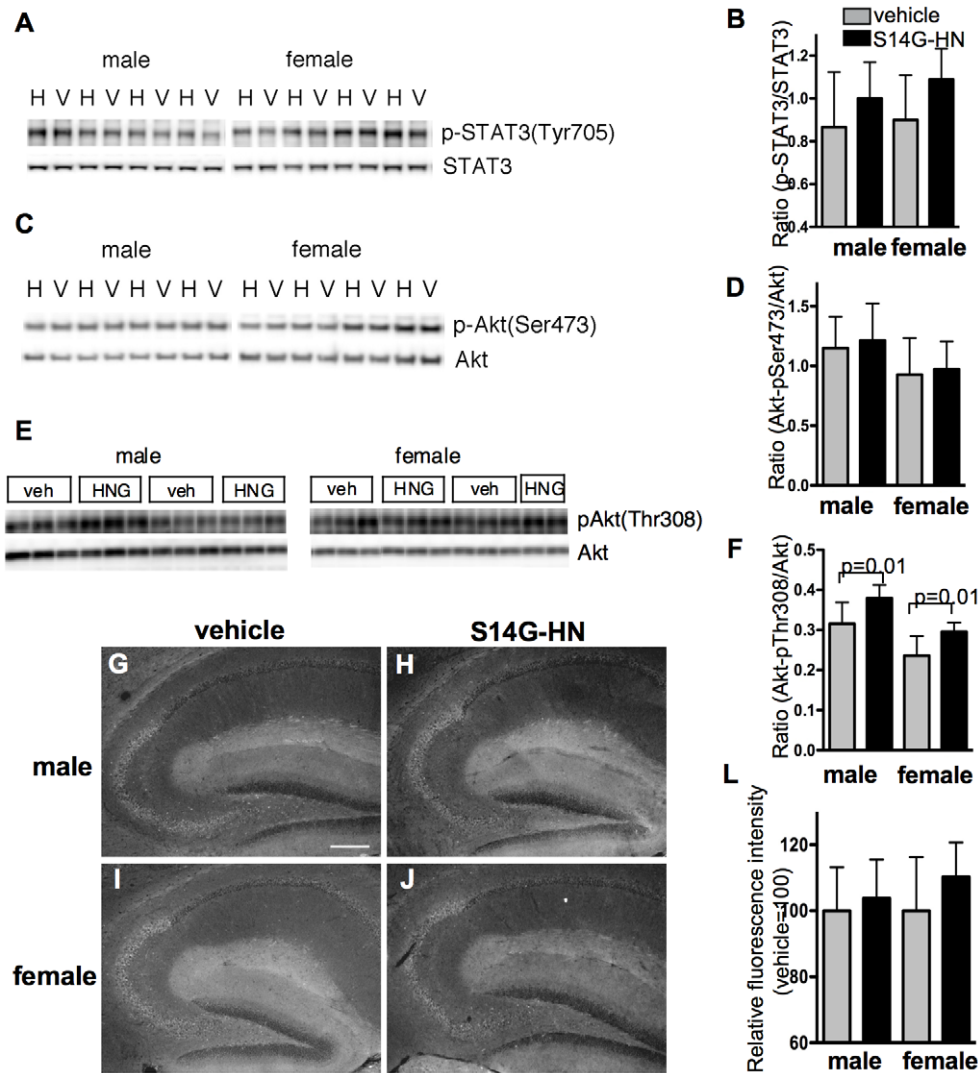 A
male female
H V H V H V H V H V H V H V H V
p-STAT3(Tyr705)
STAT3
B
vehicle
S14G-HN
Ratio (p-STAT3/STAT3)
1.2
1.0
0.8
0.6
0.4
male female
C
male female
H V H V H V H V H V H V H V H V
p-Akt(Ser473)
Akt
D
Ratio (Akt-pSer473/Akt)
1.5
1.0
0.5
0.0
male female
E
male female
veh HNG veh HNG veh HNG veh HNG
pAkt(Thr308)
Akt
F
Ratio (Akt-pThr308/Akt)
0.5
0.4
0.3
0.2
0.1
0.0
p=0.01
p=0.01
male female
vehicle S14G-HN
G H
male
I J
female
L
Relative fluorescence intensity
(vehicle=100)
120
100
80
60
male female